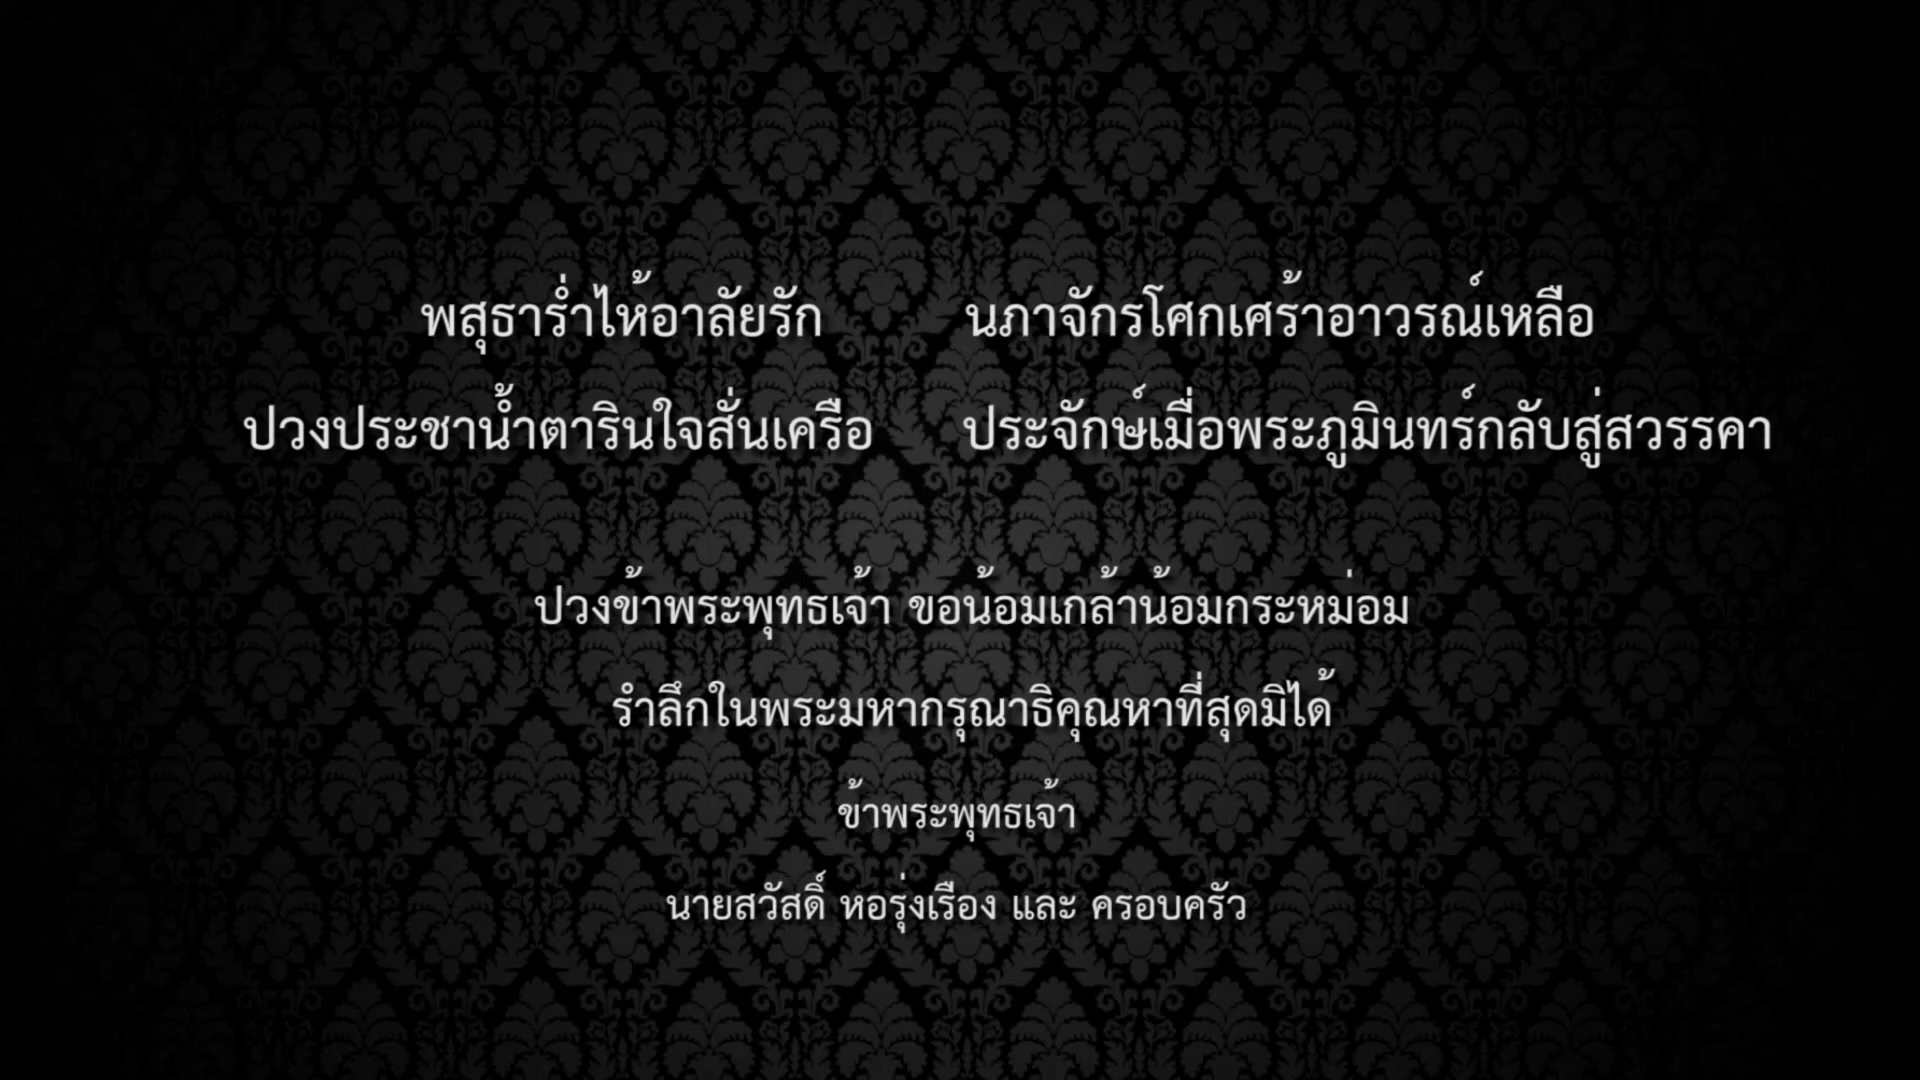 พสุธาร่ำไห้อาลัยรัก นภาจักรโศกเศร้าอาวรณ์เหลือ
ปวงประชาน้ำตารินใจสั่นเครือ ประจักษ์เมื่อพระภูมินทร์กลับสู่สวรรคา
ปวงข้าพระพุทธเจ้า ขอน้อมเกล้าน้อมกระหม่อม
รำลึกในพระมหากรุณาธิคุณหาที่สุดมิได้
ข้าพระพุทธเจ้า
นายสวัสดิ์ หอรุ่งเรือง และ ครอบครัว